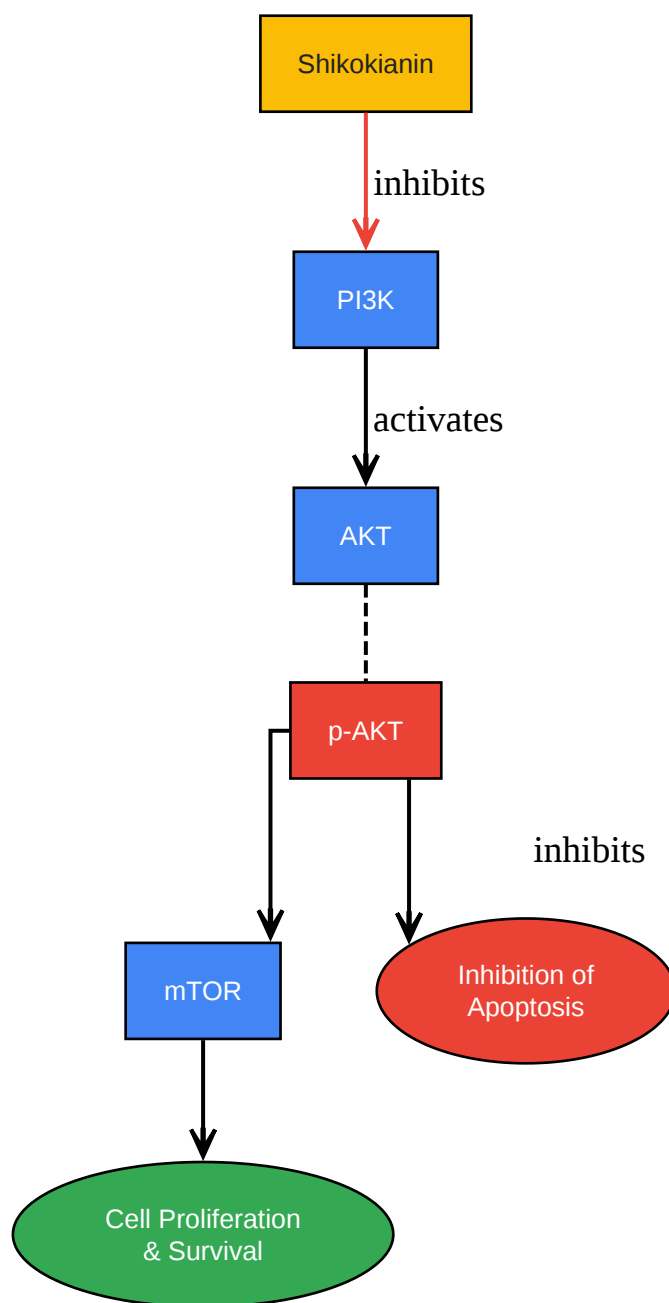 Shikokianin
inhibits
PI3K
activates
AKT
p-AKT
inhibits
mTOR
Inhibition of
Apoptosis
Cell Proliferation
& Survival